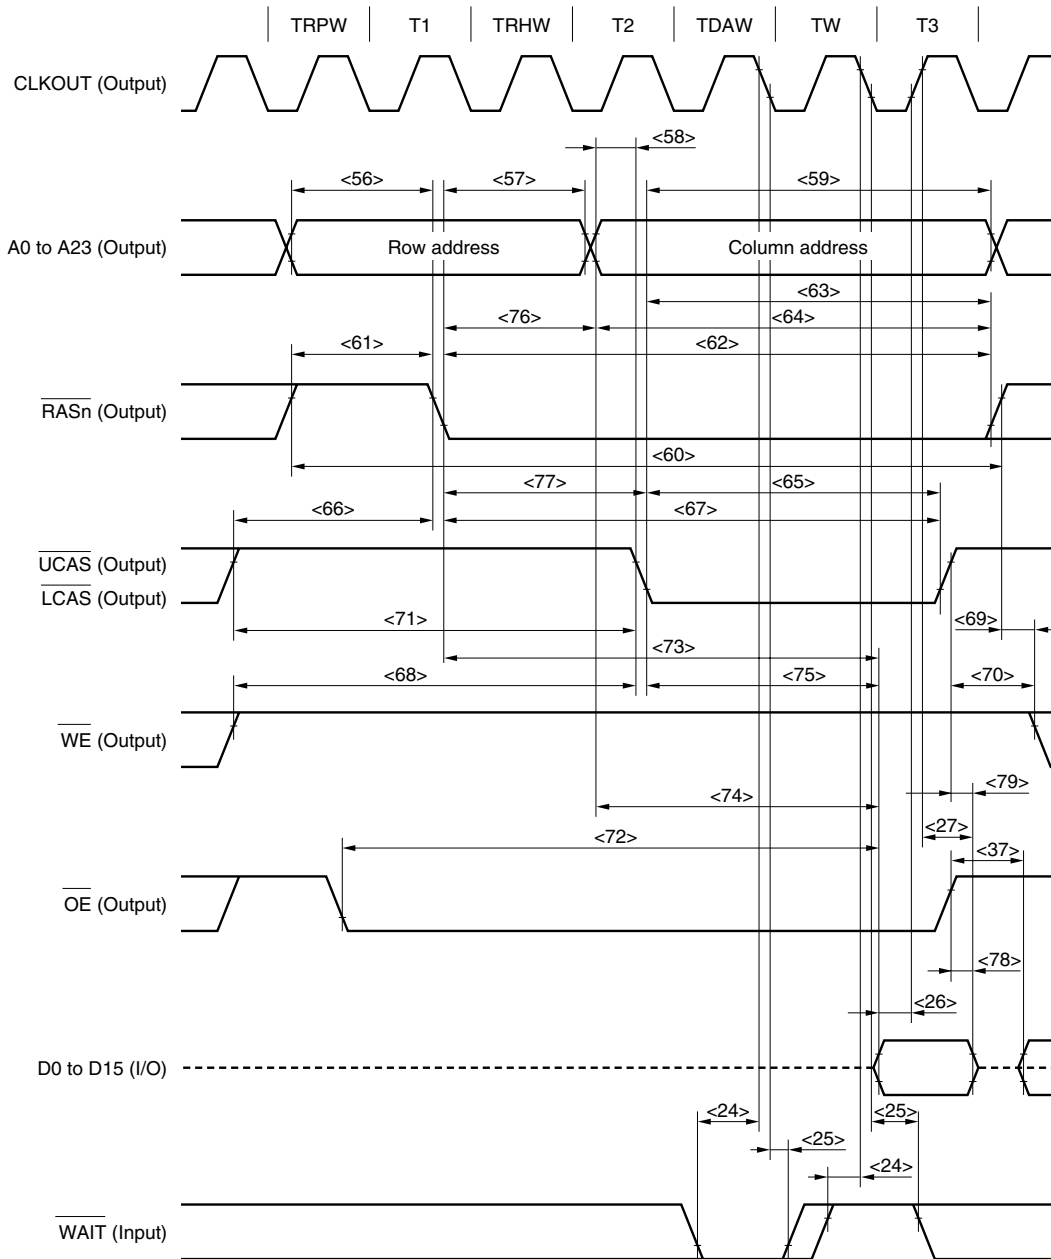 TRPW T1 TRHW T2 TDAW TW T3
CLKOUT (Output)
<58>
<56> <57> <59>
A0 to A23 (Output) Row address Column address
<63>
<76> <64>
<61> <62>
RASn (Output)
<60>
<77> <65>
<66> <67>
UCAS (Output)
LCAS (Output)
<71> <69>
<73>
<68> <75> <70>
WE (Output)
<79>
<74>
<27>
<72>
<37>
OE (Output)
<78>
<26>
D0 to D15 (I/O)
<24> <25>
<25>
<24>
WAIT (Input)